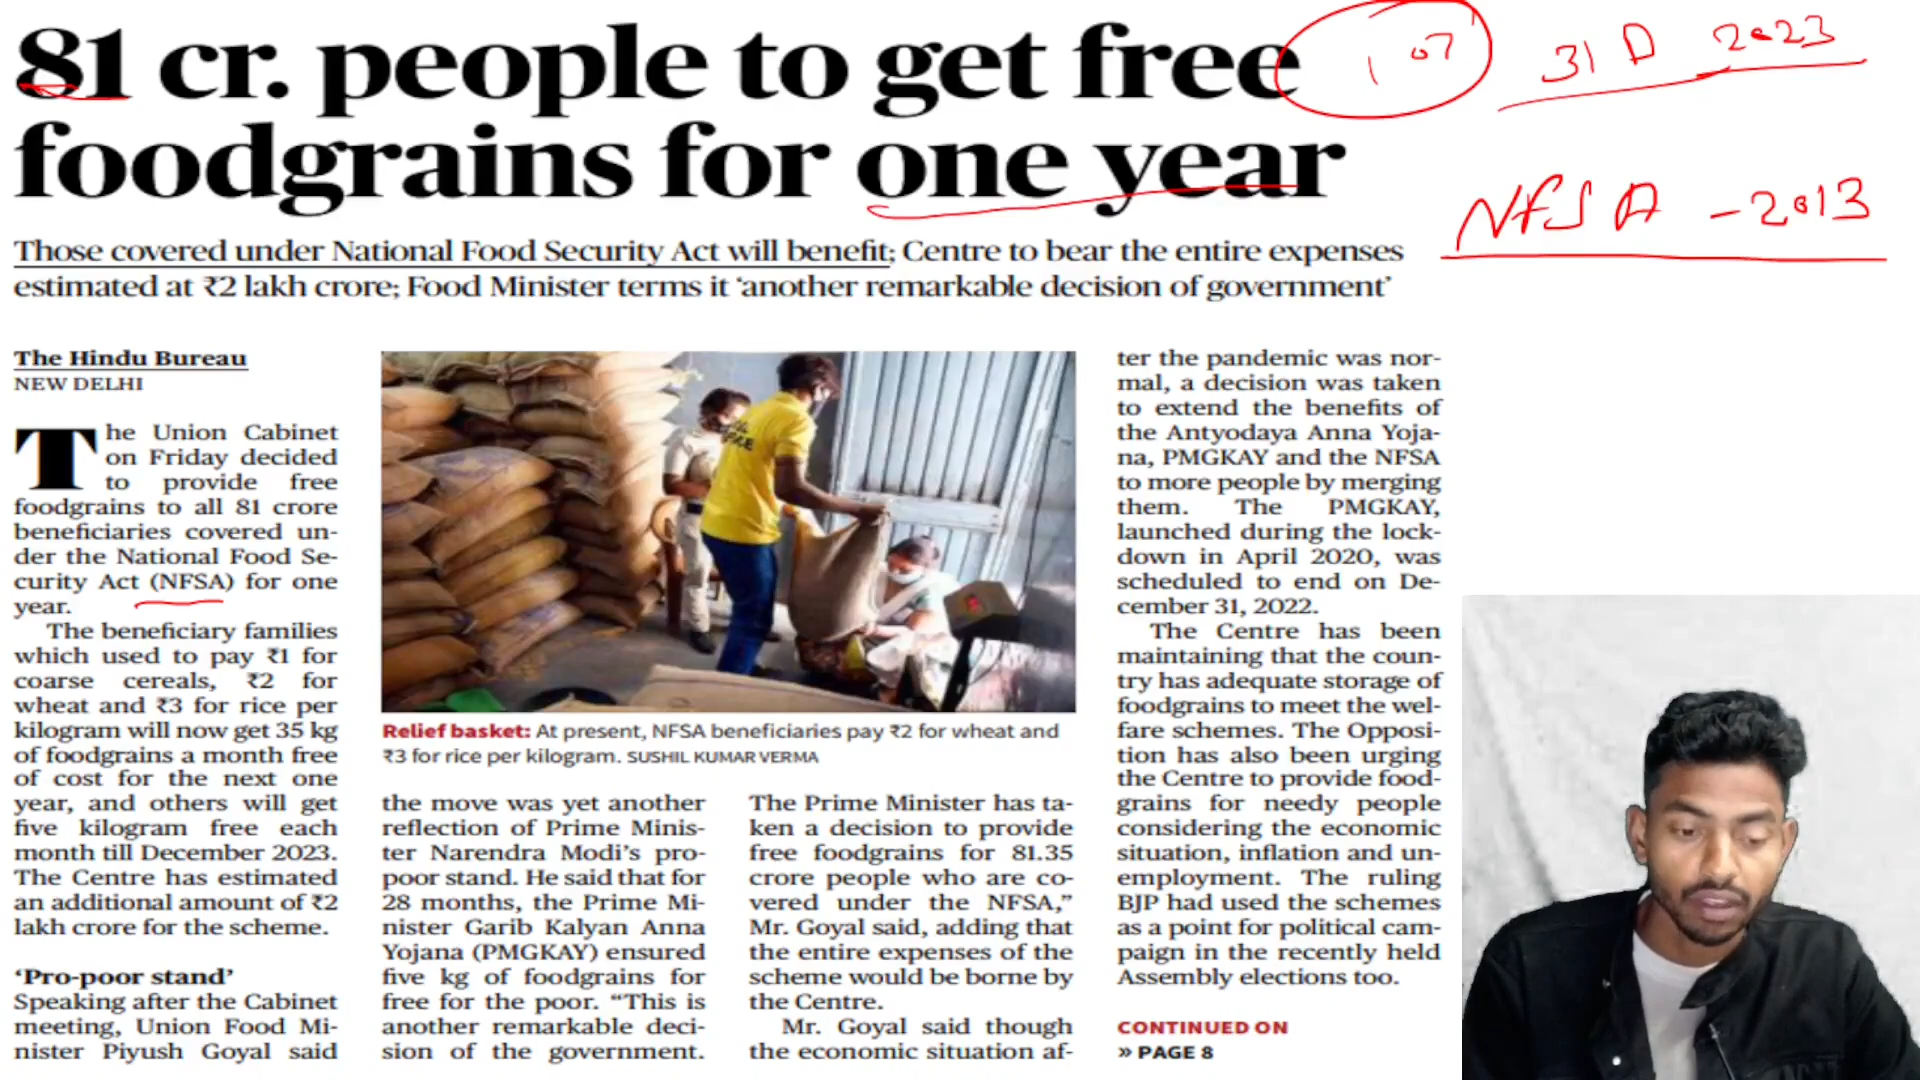 81 cr. people to get free
foodgrains for one year
31 D 2023
NFSA - 2013
Those covered under National Food Security Act will benefit; Centre to bear the entire expenses
estimated at ₹2 lakh crore; Food Minister terms it ‘another remarkable decision of government’
The Hindu Bureau
NEW DELHI
The Union Cabinet
on Friday decided
to provide free
foodgrains to all 81 crore
beneficiaries covered un-
der the National Food Se-
curity Act (NFSA) for one
year.
The beneficiary families
which used to pay ₹1 for
coarse cereals, ₹2 for
wheat and ₹3 for rice per
kilogram will now get 35 kg
of foodgrains a month free
of cost for the next one
year, and others will get
five kilogram free each
month till December 2023.
The Centre has estimated
an additional amount of ₹2
lakh crore for the scheme.
‘Pro-poor stand’
Speaking after the Cabinet
meeting, Union Food Mi-
nister Piyush Goyal said
Relief basket: At present, NFSA beneficiaries pay ₹2 for wheat and
₹3 for rice per kilogram. SUSHIL KUMAR VERMA
the move was yet another
reflection of Prime Minis-
ter Narendra Modi’s pro-
poor stand. He said that for
28 months, the Prime Mi-
nister Garib Kalyan Anna
Yojana (PMGKAY) ensured
five kg of foodgrains for
free for the poor. “This is
another remarkable deci-
sion of the government.
The Prime Minister has ta-
ken a decision to provide
free foodgrains for 81.35
crore people who are co-
vered under the NFSA,”
Mr. Goyal said, adding that
the entire expenses of the
scheme would be borne by
the Centre.
Mr. Goyal said though
the economic situation af-
ter the pandemic was nor-
mal, a decision was taken
to extend the benefits of
the Antyodaya Anna Yoja-
na, PMGKAY and the NFSA
to more people by merging
them. The PMGKAY,
launched during the lock-
down in April 2020, was
scheduled to end on De-
cember 31, 2022.
The Centre has been
maintaining that the coun-
try has adequate storage of
foodgrains to meet the wel-
fare schemes. The Opposi-
tion has also been urging
the Centre to provide food-
grains for needy people
considering the economic
situation, inflation and un-
employment. The ruling
BJP had used the schemes
as a point for political cam-
paign in the recently held
Assembly elections too.
CONTINUED ON
» PAGE 8